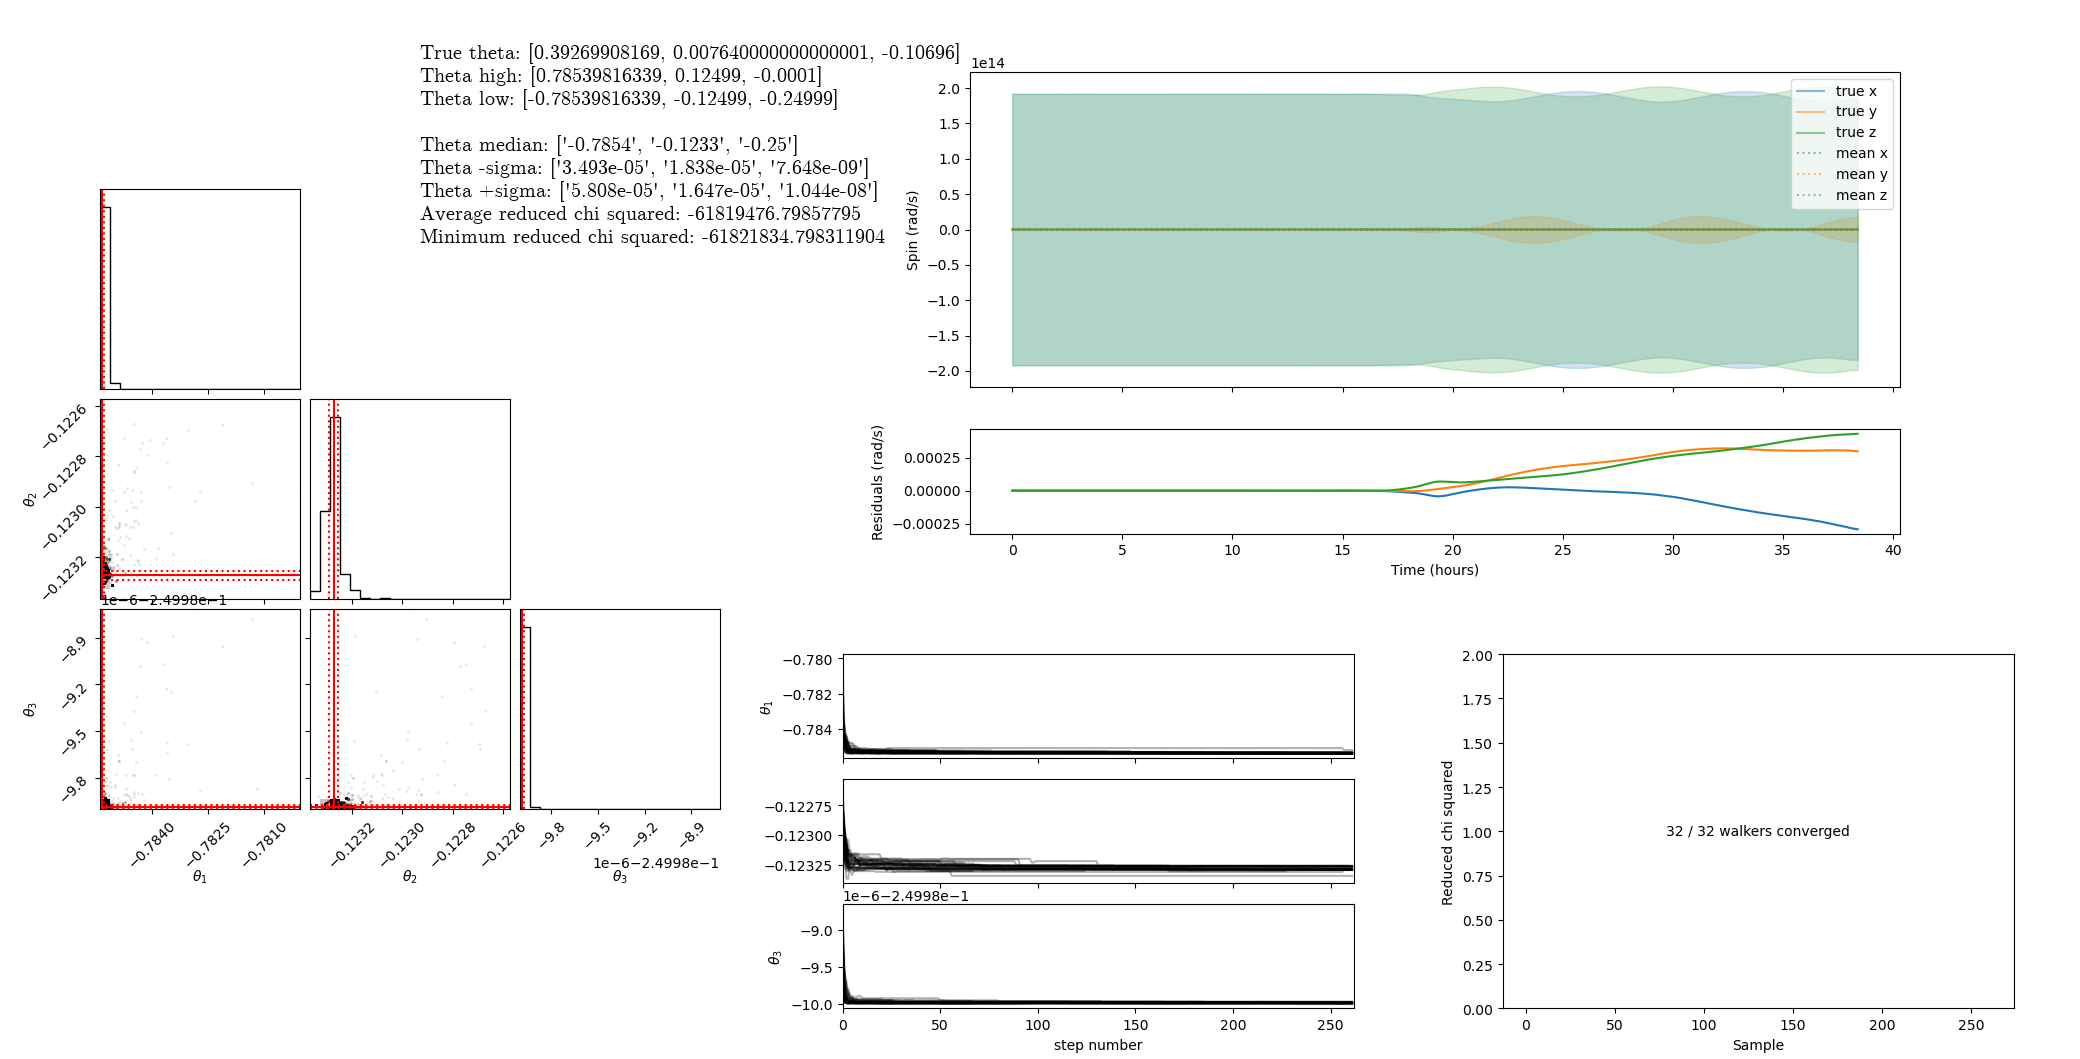 True theta: [0.39269908169, 0.007640000000000001, -0.10696]
Theta high: [0.78539816339, 0.12499, -0.0001]
Theta low: [-0.78539816339, -0.12499, -0.24999]
Theta median: ['-0.7854', '-0.1233', '-0.25']
Theta -sigma: ['3.493e-05', '1.838e-05', '7.648e-09']
Theta +sigma: ['5.808e-05', '1.647e-05', '1.044e-08']
Average reduced chi squared: -61819476.79857795
Minimum reduced chi squared: -61821834.798311904
1e14
2.0
1.5
1.0
0.5
0.0
−0.5
−1.0
−1.5
−2.0
Spin (rad/s)
true x
true y
true z
mean x
mean y
mean z
0.00025
0.00000
−0.00025
Residuals (rad/s)
0 5 10 15 20 25 30 35 40
Time (hours)
−0.1226
−0.1228
−0.1230
−0.1232
θ2
1e−6−2.4998e−1
−8.9
−9.2
−9.5
−9.8
θ3
−0.7840 −0.7825 −0.7810
θ1
−0.1232 −0.1230 −0.1228 −0.1226
θ2
−9.8 −9.5 −9.2 −8.9
1e−6−2.4998e−1
θ3
−0.780
−0.782
−0.784
θ1
−0.12275
−0.12300
−0.12325
1e−6−2.4998e−1
−9.0
−9.5
−10.0
θ3
0 50 100 150 200 250
step number
2.00
1.75
1.50
1.25
1.00
0.75
0.50
0.25
0.00
Reduced chi squared
32 / 32 walkers converged
0 50 100 150 200 250
Sample